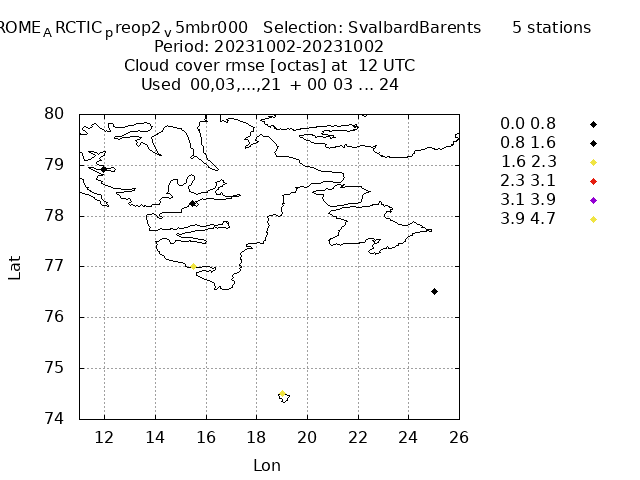 ROME A RCTIC p reop2 v 5mbr000 Selection: SvalbardBarents 5 stations
Period: 20231002-20231002
Cloud cover rmse [octas] at 12 UTC
Used 00,03,...,21 + 00 03 ... 24
80
79
78
77
76
75
74
12 14 16 18 20 22 24 26
Lat
Lon
0.0 0.8
0.8 1.6
1.6 2.3
2.3 3.1
3.1 3.9
3.9 4.7